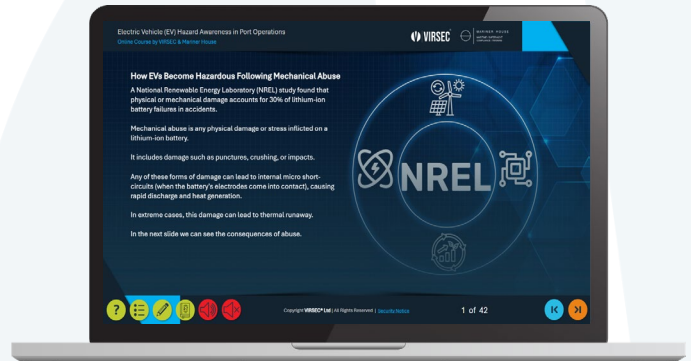 Electric Vehicle (EV) Hazard Awareness in Port Operations
Online Course by VIRSEC & Mariner House
VIRSEC
MARINER HOUSE
How EVs Become Hazardous Following Mechanical Abuse
A National Renewable Energy Laboratory (NREL) study found that
physical or mechanical damage accounts for 30% of lithium-ion
battery failures in accidents.
Mechanical abuse is any physical damage or stress inflicted on a
lithium-ion battery.
It includes damage such as punctures, crushing, or impacts.
Any of these forms of damage can lead to internal micro short-
circuits (when the battery's electrodes come into contact), causing
rapid discharge and heat generation.
In extreme cases, this damage can lead to thermal runaway.
In the next slide we can see the consequences of abuse.
NREL
?
Copyright VIRSEC® Ltd | All Rights Reserved | Security Notice
1 of 42